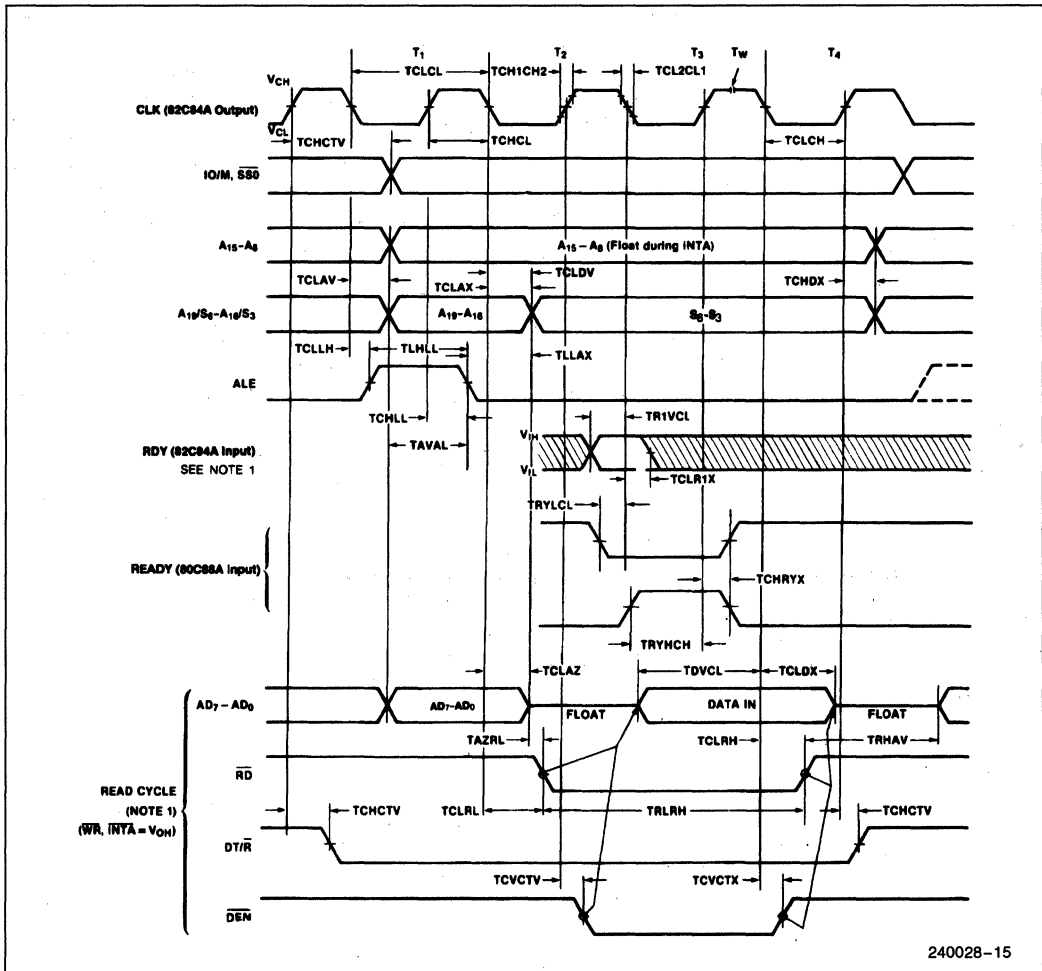 T1 T2 T3 TW T4
TCLCL TCH1CH2 TCL2CL1
VCH
CLK (82C84A Output)
VCL
TCHCTV TCHCL TCLCH
IO/M, SS0
A15-A8 A15-A8 (Float during INTA)
TCLDV
TCLAV TCLAX TCHDX
A19/S6-A16/S3 A19-A16 S6-S3
TCLLH TLHLL TLLAX
ALE
TCHLL TR1VCL
TAVAL VIH
RDY (82C84A Input)
SEE NOTE 1 VIL
TCLR1X
TRYLCL
READY (80C88A Input)
TCHRYX
TRYHCH
TCLAZ TDVCL TCLDX
AD7-AD0 AD7-AD0 FLOAT DATA IN FLOAT
TAZRL TCLRH TRHAV
RD
READ CYCLE
(NOTE 1)
(WR, INTA = VOH)
TCHCTV TCLRL TRLRH TCHCTV
DT/R
TCVCTV TCVCTX
DEN
240028-15